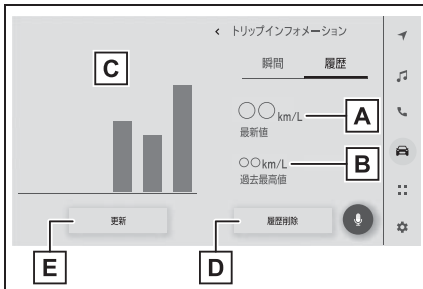 < トリップインフォメーション
瞬間 履歴
C
○○km/L
A
最新値
○○km/L
B
過去最高値
更新
履歴削除
E
D